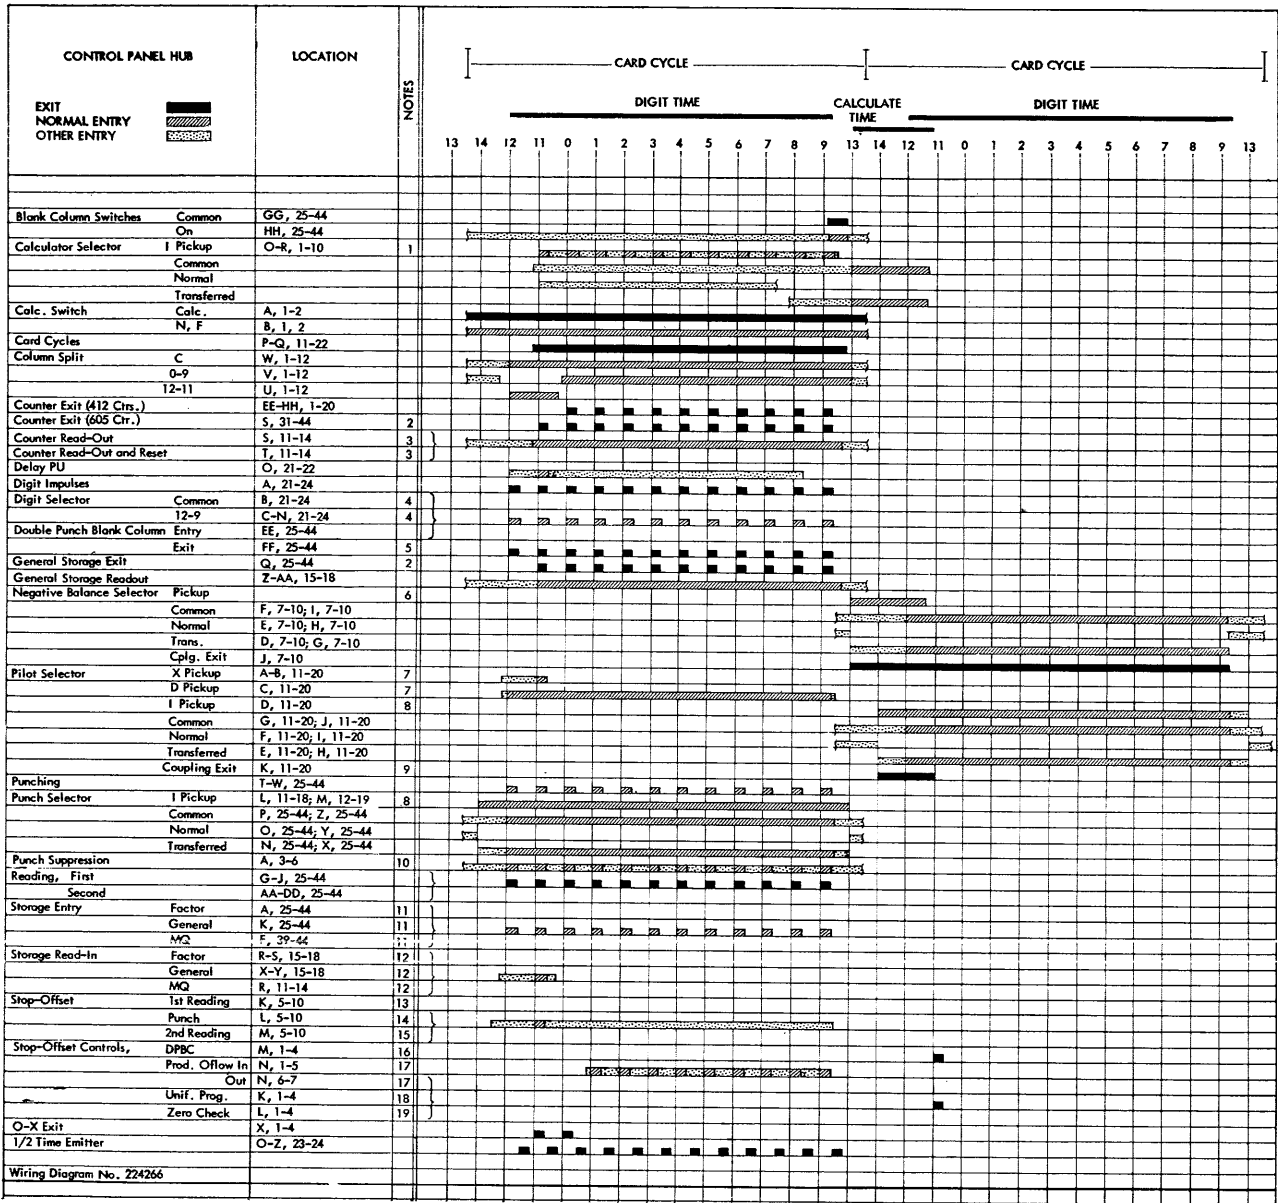 CONTROL PANEL HUB LOCATION NOTES CARD CYCLE CARD CYCLE
EXIT
NORMAL ENTRY
OTHER ENTRY
DIGIT TIME CALCULATE TIME DIGIT TIME
13 14 12 11 0 1 2 3 4 5 6 7 8 9 13 14 12 11 0 1 2 3 4 5 6 7 8 9 13
Blank Column Switches Common GG, 25-44
On HH, 25-44
Calculator Selector I Pickup O-R, 1-10 1
Common
Normal
Transferred
Calc. Switch Calc. A, 1-2
N, F B, 1, 2
Card Cycles P-Q, 11-22
Column Split C W, 1-12
0-9 V, 1-12
12-11 U, 1-12
Counter Exit (412 Ctrs.) EE-HH, 1-20
Counter Exit (605 Ctr.) S, 31-44 2
Counter Read-Out S, 11-14 3
Counter Read-Out and Reset T, 11-14 3
Delay PU O, 21-22
Digit Impulses A, 21-24
Digit Selector Common B, 21-24 4
12-9 C-N, 21-24 4
Double Punch Blank Column Entry EE, 25-44
Exit FF, 25-44 5
General Storage Exit Q, 25-44 2
General Storage Readout Z-AA, 15-18
Negative Balance Selector Pickup 6
Common F, 7-10; I, 7-10
Normal E, 7-10; H, 7-10
Trans. D, 7-10; G, 7-10
Cplg. Exit J, 7-10
Pilot Selector X Pickup A-B, 11-20 7
D Pickup C, 11-20 7
I Pickup D, 11-20 8
Common G, 11-20; J, 11-20
Normal F, 11-20; I, 11-20
Transferred E, 11-20; H, 11-20
Coupling Exit K, 11-20 9
Punching T-W, 25-44
Punch Selector I Pickup L, 11-18; M, 12-19 8
Common P, 25-44; Z, 25-44
Normal O, 25-44; Y, 25-44
Transferred N, 25-44; X, 25-44
Punch Suppression A, 3-6 10
Reading, First G-J, 25-44
Second AA-DD, 25-44
Storage Entry Factor A, 25-44 11
General K, 25-44 11
MQ F, 39-44 11
Storage Read-In Factor R-S, 15-18 12
General X-Y, 15-18 12
MQ R, 11-14 12
Stop-Offset 1st Reading K, 5-10 13
Punch L, 5-10 14
2nd Reading M, 5-10 15
Stop-Offset Controls, DPBC M, 1-4 16
Prod. Oflow In N, 1-5 17
Out N, 6-7 17
Unif. Prog. K, 1-4 18
Zero Check L, 1-4 19
O-X Exit X, 1-4
1/2 Time Emitter O-Z, 23-24
Wiring Diagram No. 224266